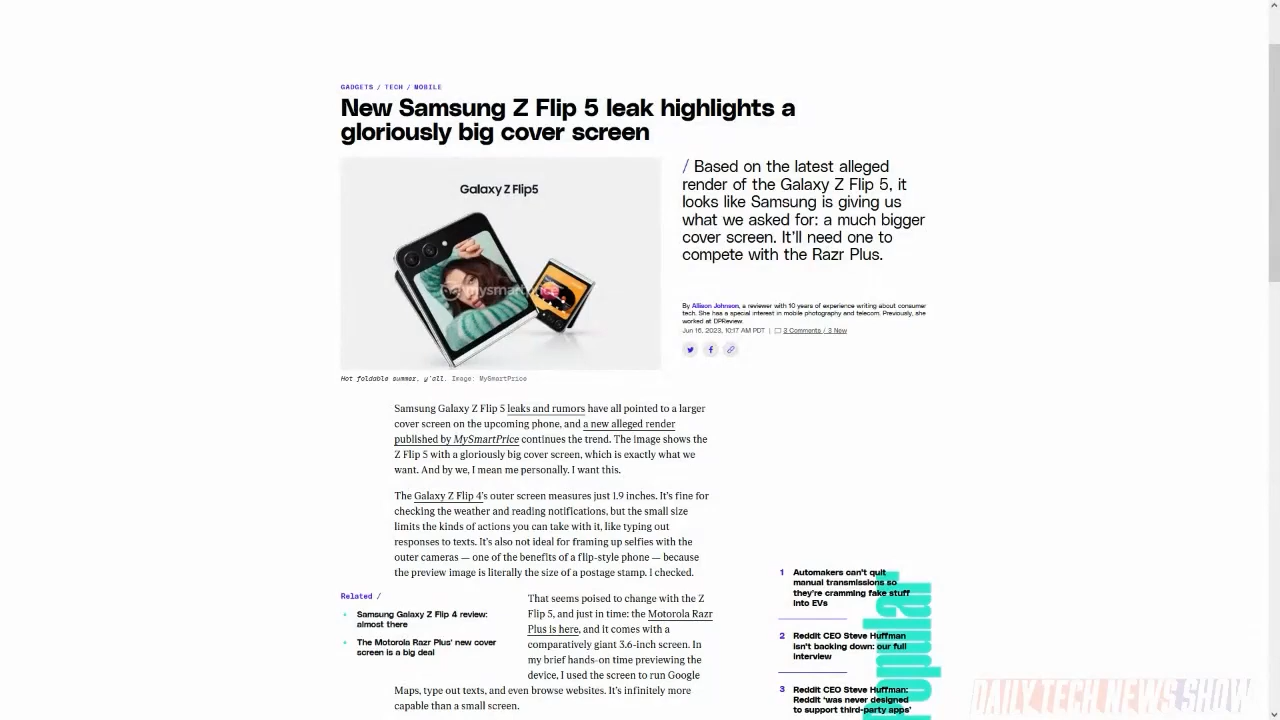 GADGETS / TECH / MOBILE
New Samsung Z Flip 5 leak highlights a
gloriously big cover screen
Galaxy Z Flip5
mysmartprice
Hot foldable summer, y'all. Image: MySmartPrice
/ Based on the latest alleged
render of the Galaxy Z Flip 5, it
looks like Samsung is giving us
what we asked for: a much bigger
cover screen. It'll need one to
compete with the Razr Plus.
By Allison Johnson, a reviewer with 10 years of experience writing about consumer
tech. She has a special interest in mobile photography and telecom. Previously, she
worked at DPReview.
Jun 16, 2023, 10:17 AM PDT | 3 Comments / 3 New
Samsung Galaxy Z Flip 5 leaks and rumors have all pointed to a larger
cover screen on the upcoming phone, and a new alleged render
published by MySmartPrice continues the trend. The image shows the
Z Flip 5 with a gloriously big cover screen, which is exactly what we
want. And by we, I mean me personally. I want this.
The Galaxy Z Flip 4's outer screen measures just 1.9 inches. It's fine for
checking the weather and reading notifications, but the small size
limits the kinds of actions you can take with it, like typing out
responses to texts. It's also not ideal for framing up selfies with the
outer cameras — one of the benefits of a flip-style phone — because
the preview image is literally the size of a postage stamp. I checked.
Related /
Samsung Galaxy Z Flip 4 review:
almost there
The Motorola Razr Plus' new cover
screen is a big deal
That seems poised to change with the Z
Flip 5, and just in time: the Motorola Razr
Plus is here, and it comes with a
comparatively giant 3.6-inch screen. In
my brief hands-on time previewing the
device, I used the screen to run Google
Maps, type out texts, and even browse websites. It's infinitely more
capable than a small screen.
1 Automakers can't quit
manual transmissions so
they're cramming fake stuff
into EVs
2 Reddit CEO Steve Huffman
isn't backing down: our full
interview
3 Reddit CEO Steve Huffman:
Reddit 'was never designed
to support third-party apps'
Popular
DAILY TECH NEWS SHOW